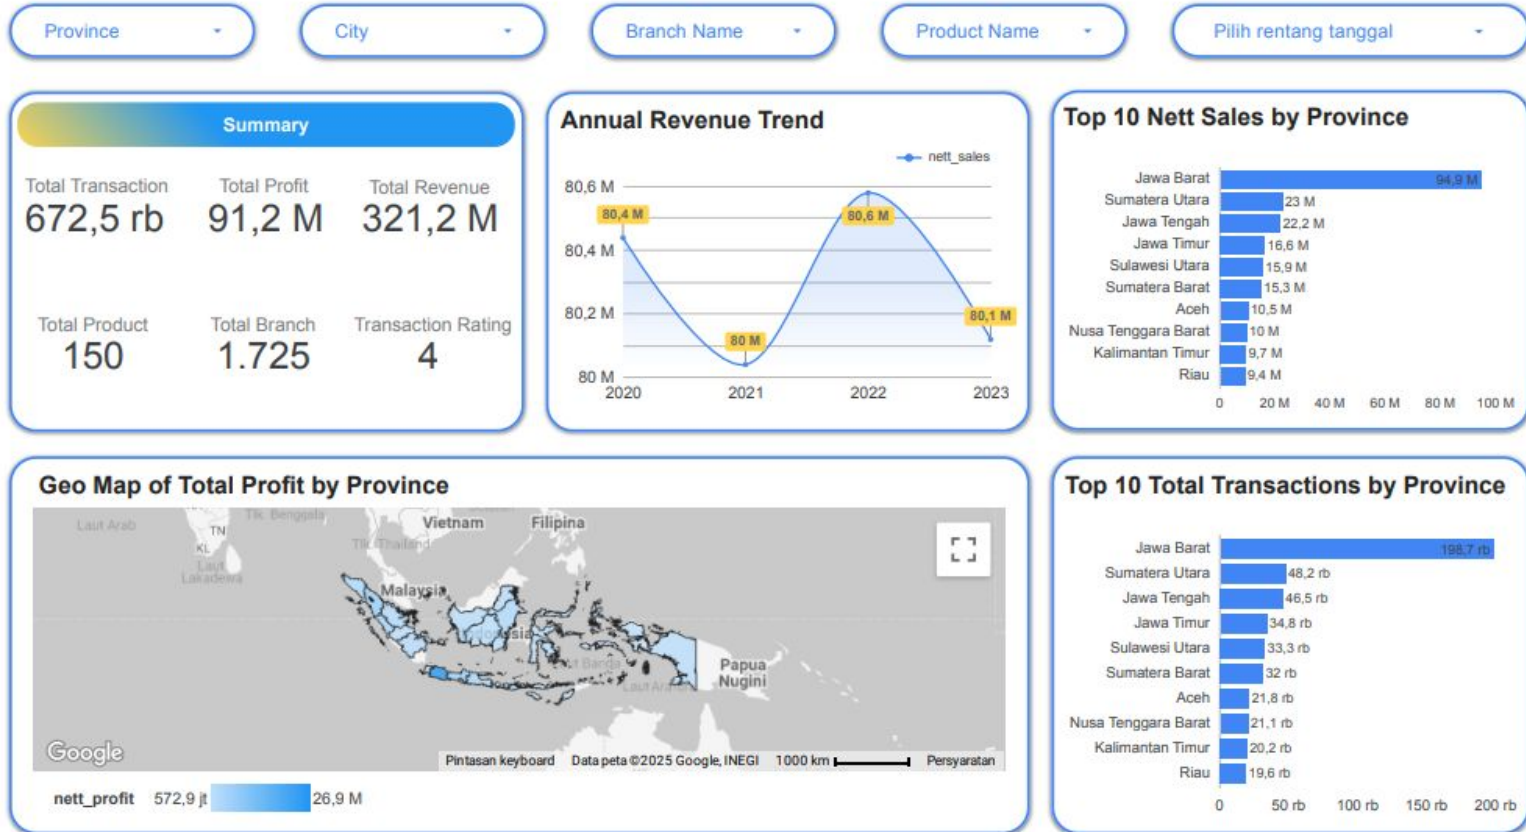 Province
City
Branch Name
Product Name
Pilih rentang tanggal
Summary
Total Transaction
672,5 rb
Total Profit
91,2 M
Total Revenue
321,2 M
Total Product
150
Total Branch
1.725
Transaction Rating
4
Annual Revenue Trend
nett_sales
80,6 M
80,4 M
80,2 M
80 M
80,4 M
80 M
80,6 M
80,1 M
2020
2021
2022
2023
Top 10 Nett Sales by Province
Jawa Barat 94,9 M
Sumatera Utara 23 M
Jawa Tengah 22,2 M
Jawa Timur 16,6 M
Sulawesi Utara 15,9 M
Sumatera Barat 15,3 M
Aceh 10,5 M
Nusa Tenggara Barat 10 M
Kalimantan Timur 9,7 M
Riau 9,4 M
0 20 M 40 M 60 M 80 M 100 M
Geo Map of Total Profit by Province
Laut Arab
TN
KL
Tlk. Benggala
Laut
Lakadewa
Vietnam
Filipina
Tlk. Thailand
Malaysia
Papua
Nugini
Google
Pintasan keyboard Data peta ©2025 Google, INEGI 1000 km Persyaratan
nett_profit 572,9 jt 26,9 M
Top 10 Total Transactions by Province
Jawa Barat 198,7 rb
Sumatera Utara 48,2 rb
Jawa Tengah 46,5 rb
Jawa Timur 34,8 rb
Sulawesi Utara 33,3 rb
Sumatera Barat 32 rb
Aceh 21,8 rb
Nusa Tenggara Barat 21,1 rb
Kalimantan Timur 20,2 rb
Riau 19,6 rb
0 50 rb 100 rb 150 rb 200 rb